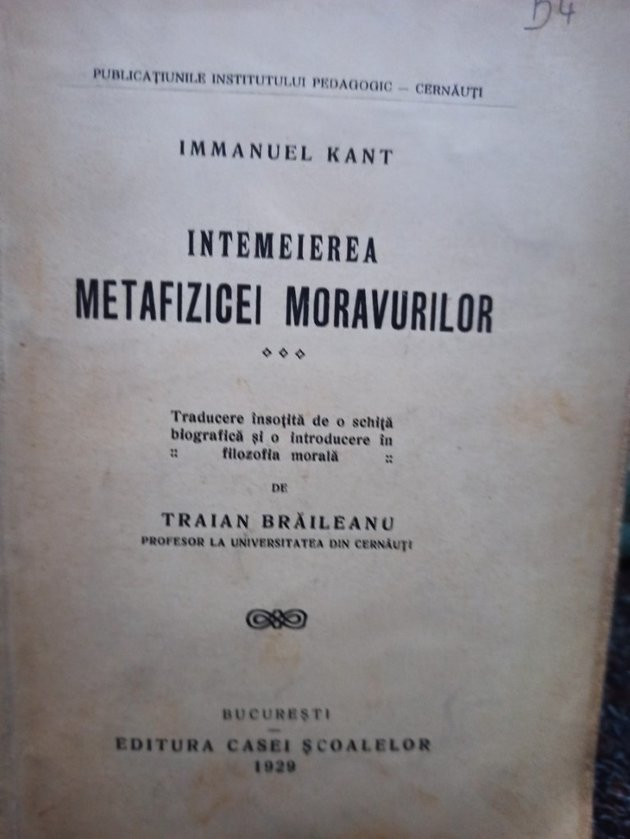 54
PUBLICAȚIUNILE INSTITUTULUI PEDAGOGIC — CERNĂUȚI
IMMANUEL KANT
INTEMEIEREA
METAFIZICEI MORAVURILOR
Traducere însoțită de o schiță
biografică și o introducere în
:: filozofia morală ::
DE
TRAIAN BRĂILEANU
PROFESOR LA UNIVERSITATEA DIN CERNĂUȚI
BUCUREȘTI
—
EDITURA CASEI ȘCOALELOR
1929